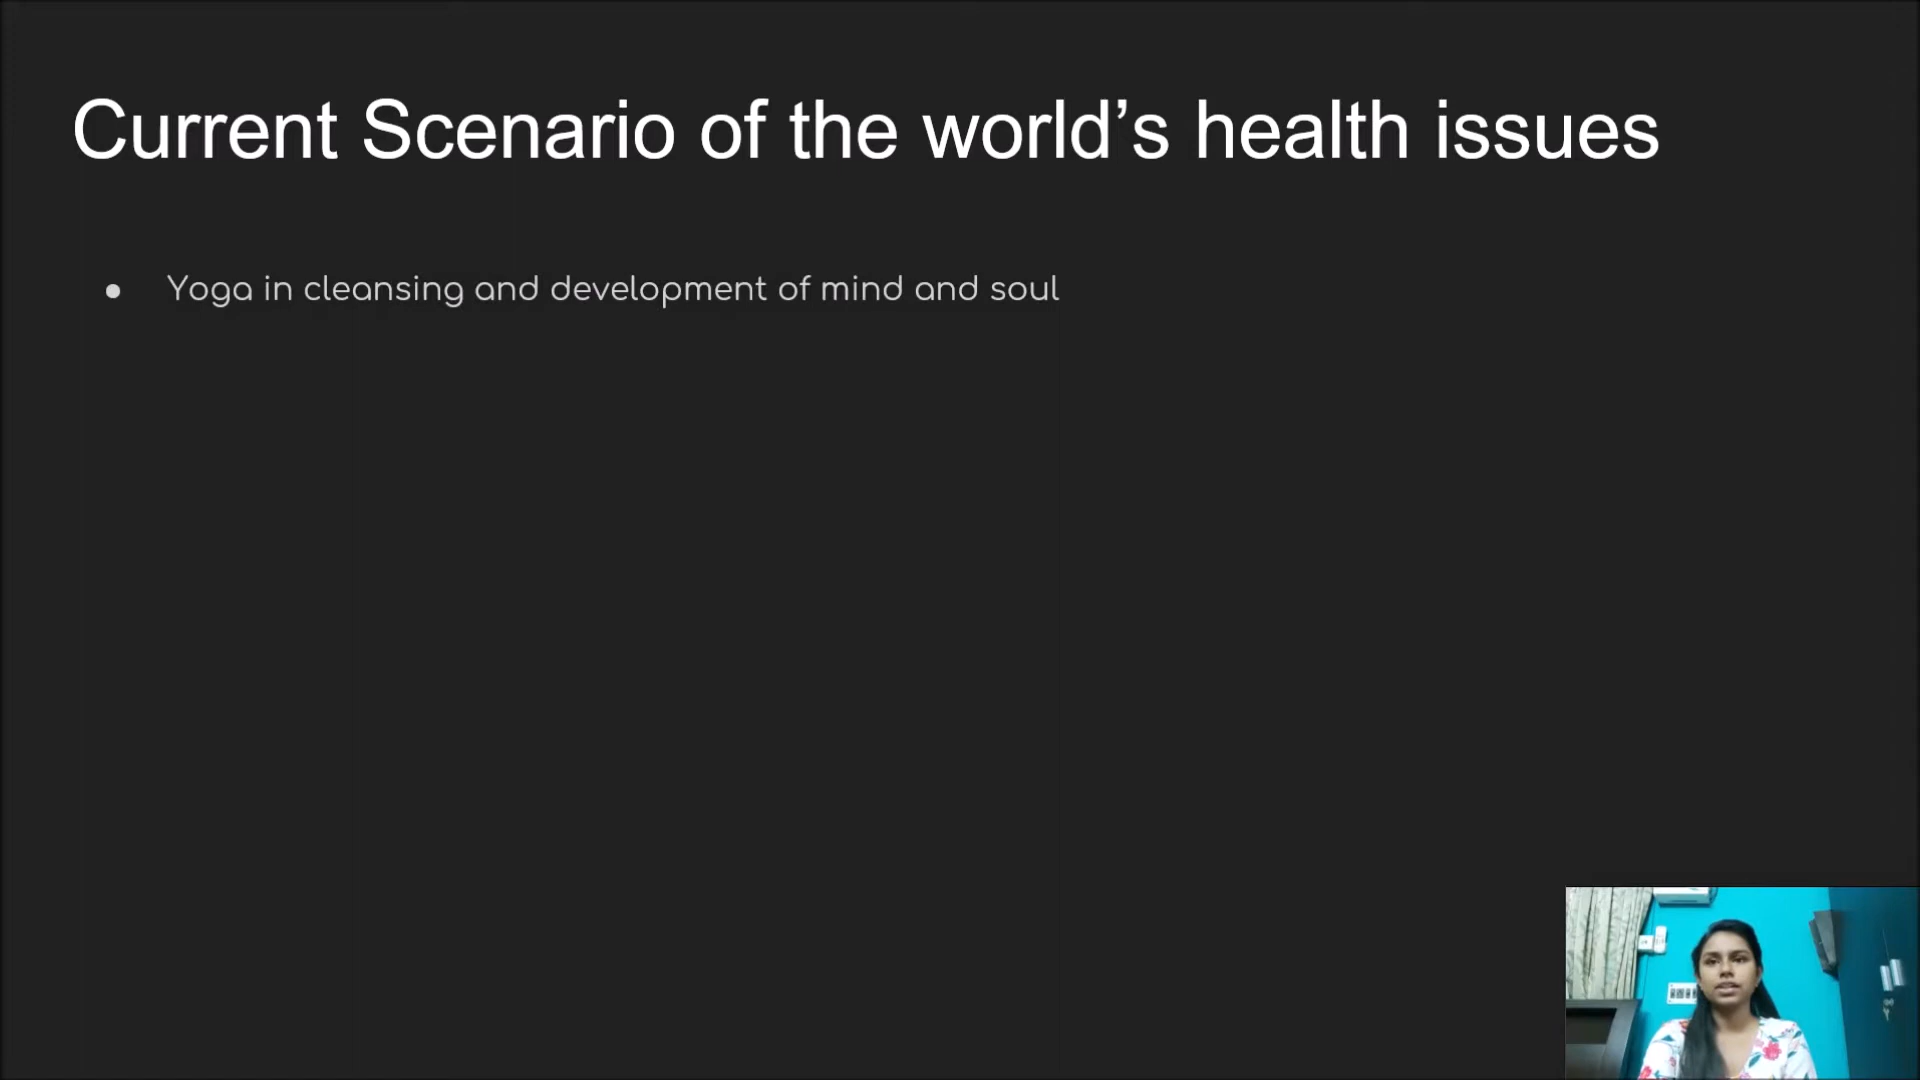 Current Scenario of the world’s health issues
● Yoga in cleansing and development of mind and soul